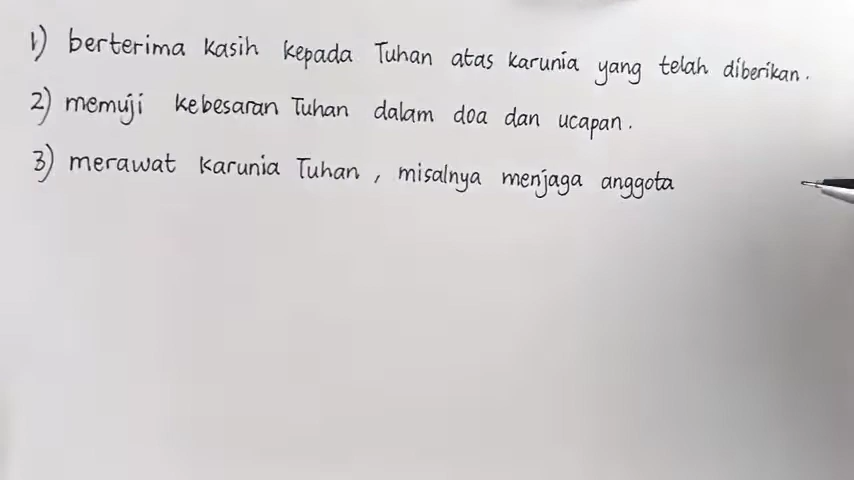 1) berterima kasih kepada Tuhan atas karunia yang telah diberikan.
2) memuji kebesaran Tuhan dalam doa dan ucapan.
3) merawat karunia Tuhan, misalnya menjaga anggota